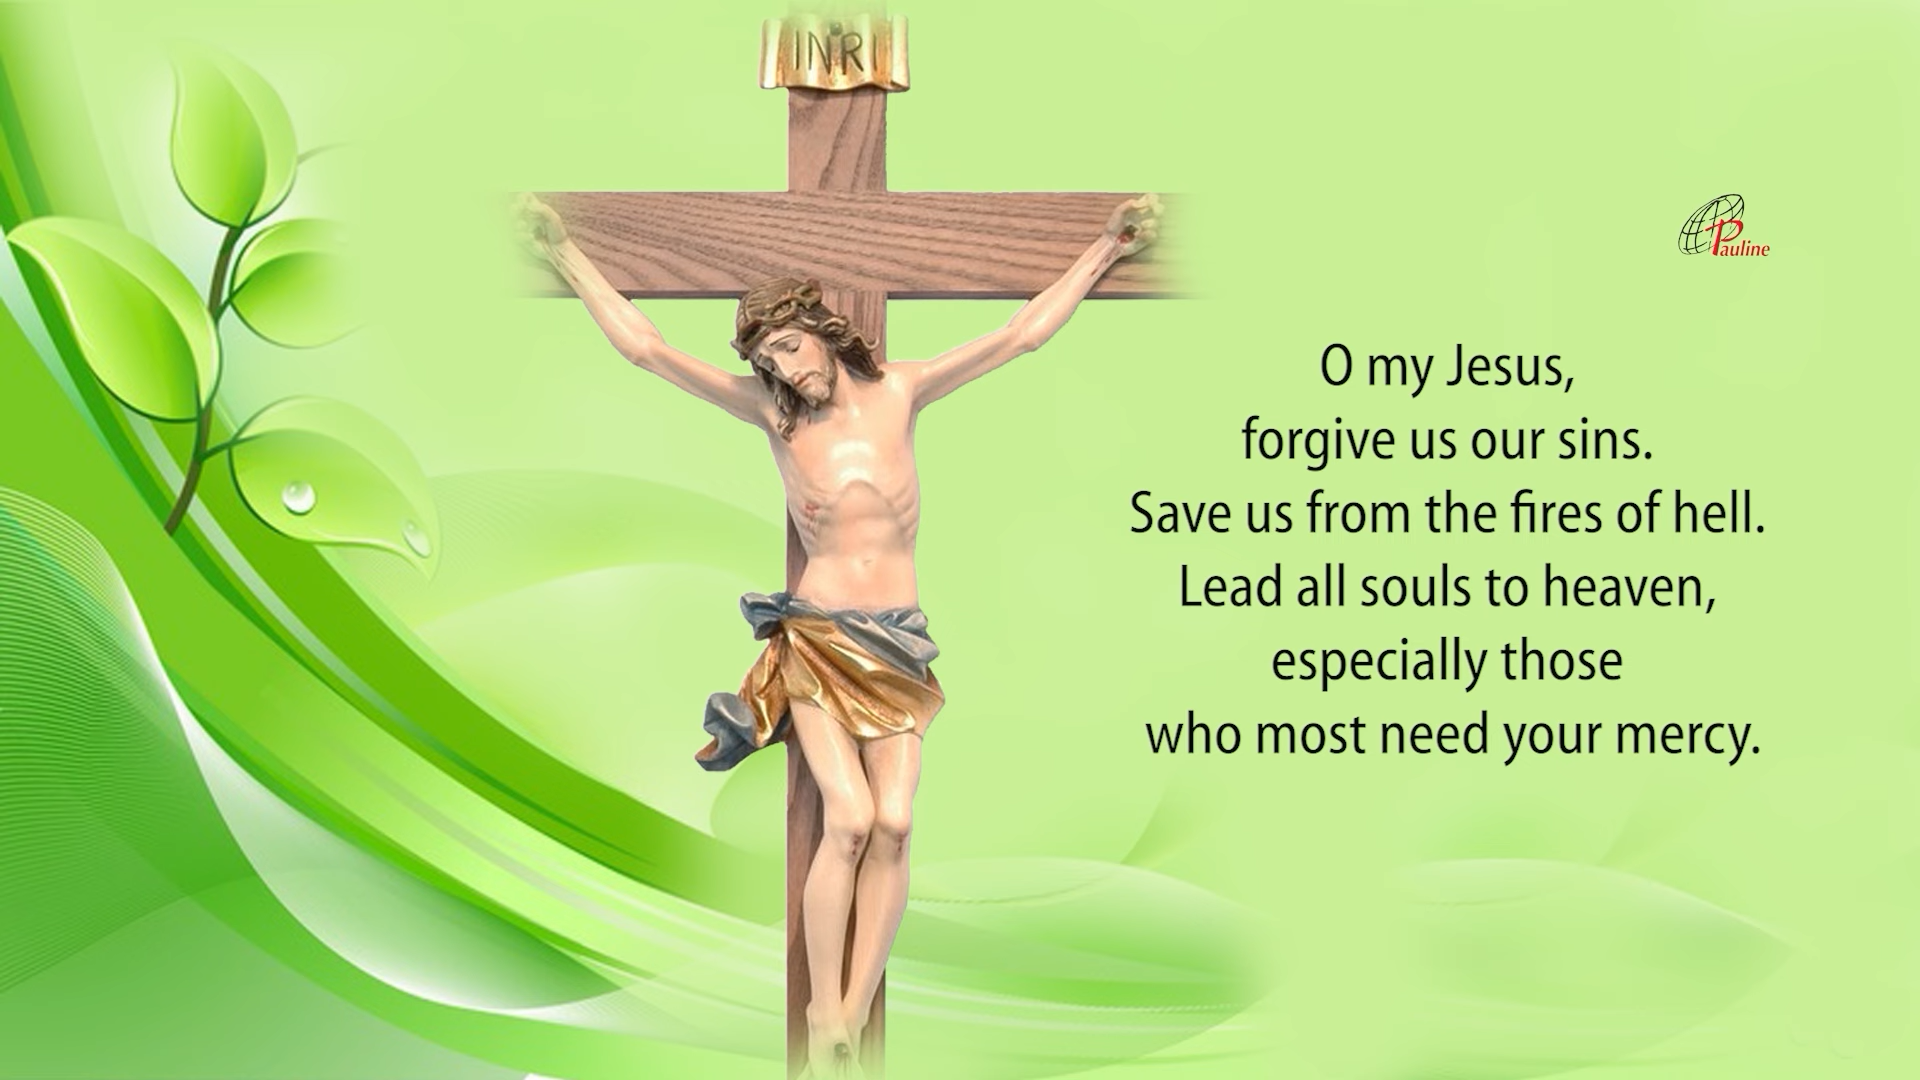 INRI
Pauline
O my Jesus,
forgive us our sins.
Save us from the fires of hell.
Lead all souls to heaven,
especially those
who most need your mercy.